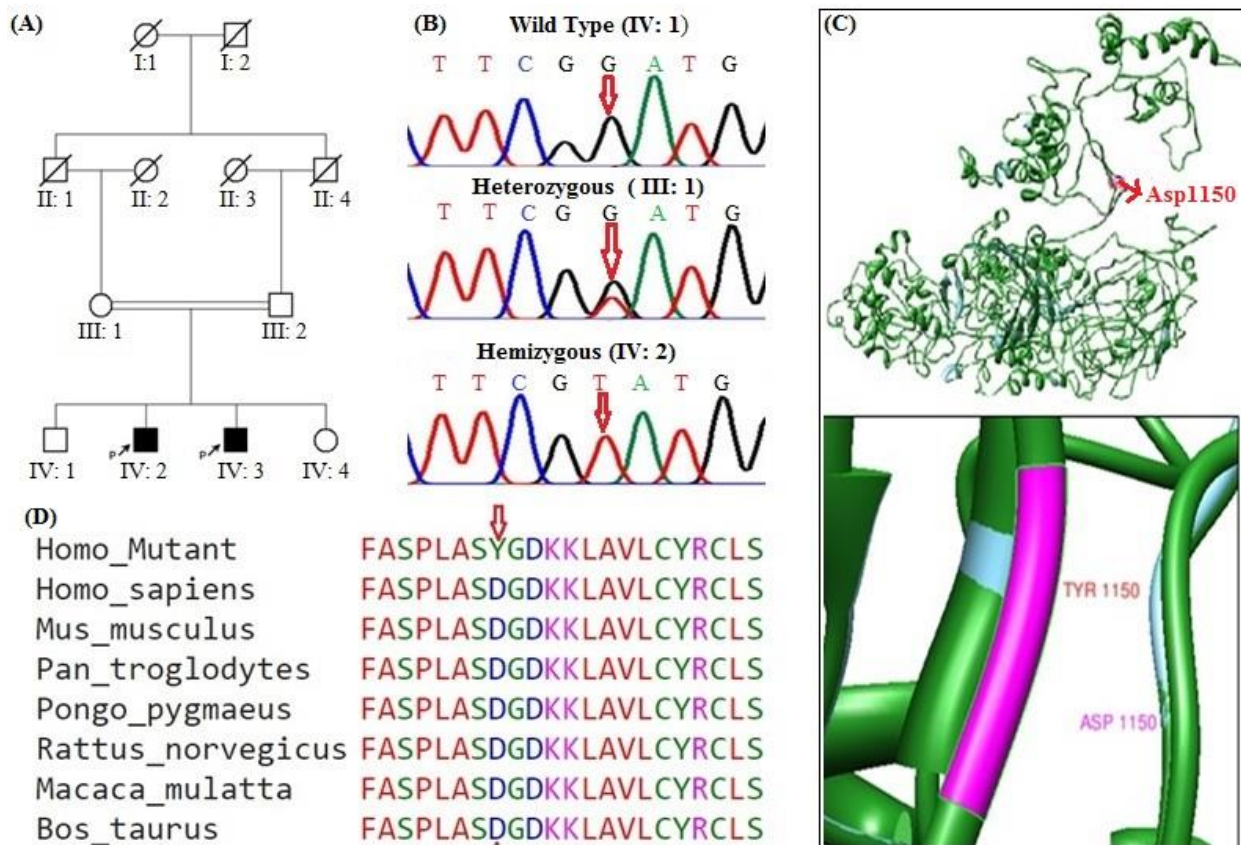 (A)
I:1 I:2
II: 1 II: 2 II: 3 II: 4
III: 1 III: 2
P P
IV: 1 IV: 2 IV: 3 IV: 4
(B)
Wild Type (IV: 1)
T T C G G A T G
Heterozygous ( III: 1)
T T C G G A T G
Hemizygous (IV: 2)
T T C G T A T G
(C)
Asp1150
TYR 1150
ASP 1150
(D)
Homo_Mutant FASPLASYGDKKLAVLCYRCLS
Homo_sapiens FASPLASDGDKKLAVLCYRCLS
Mus_musculus FASPLASDGDKKLAVLCYRCLS
Pan_troglodytes FASPLASDGDKKLAVLCYRCLS
Pongo_pygmaeus FASPLASDGDKKLAVLCYRCLS
Rattus_norvegicus FASPLASDGDKKLAVLCYRCLS
Macaca_mulatta FASPLASDGDKKLAVLCYRCLS
Bos_taurus FASPLASDGDKKLAVLCYRCLS